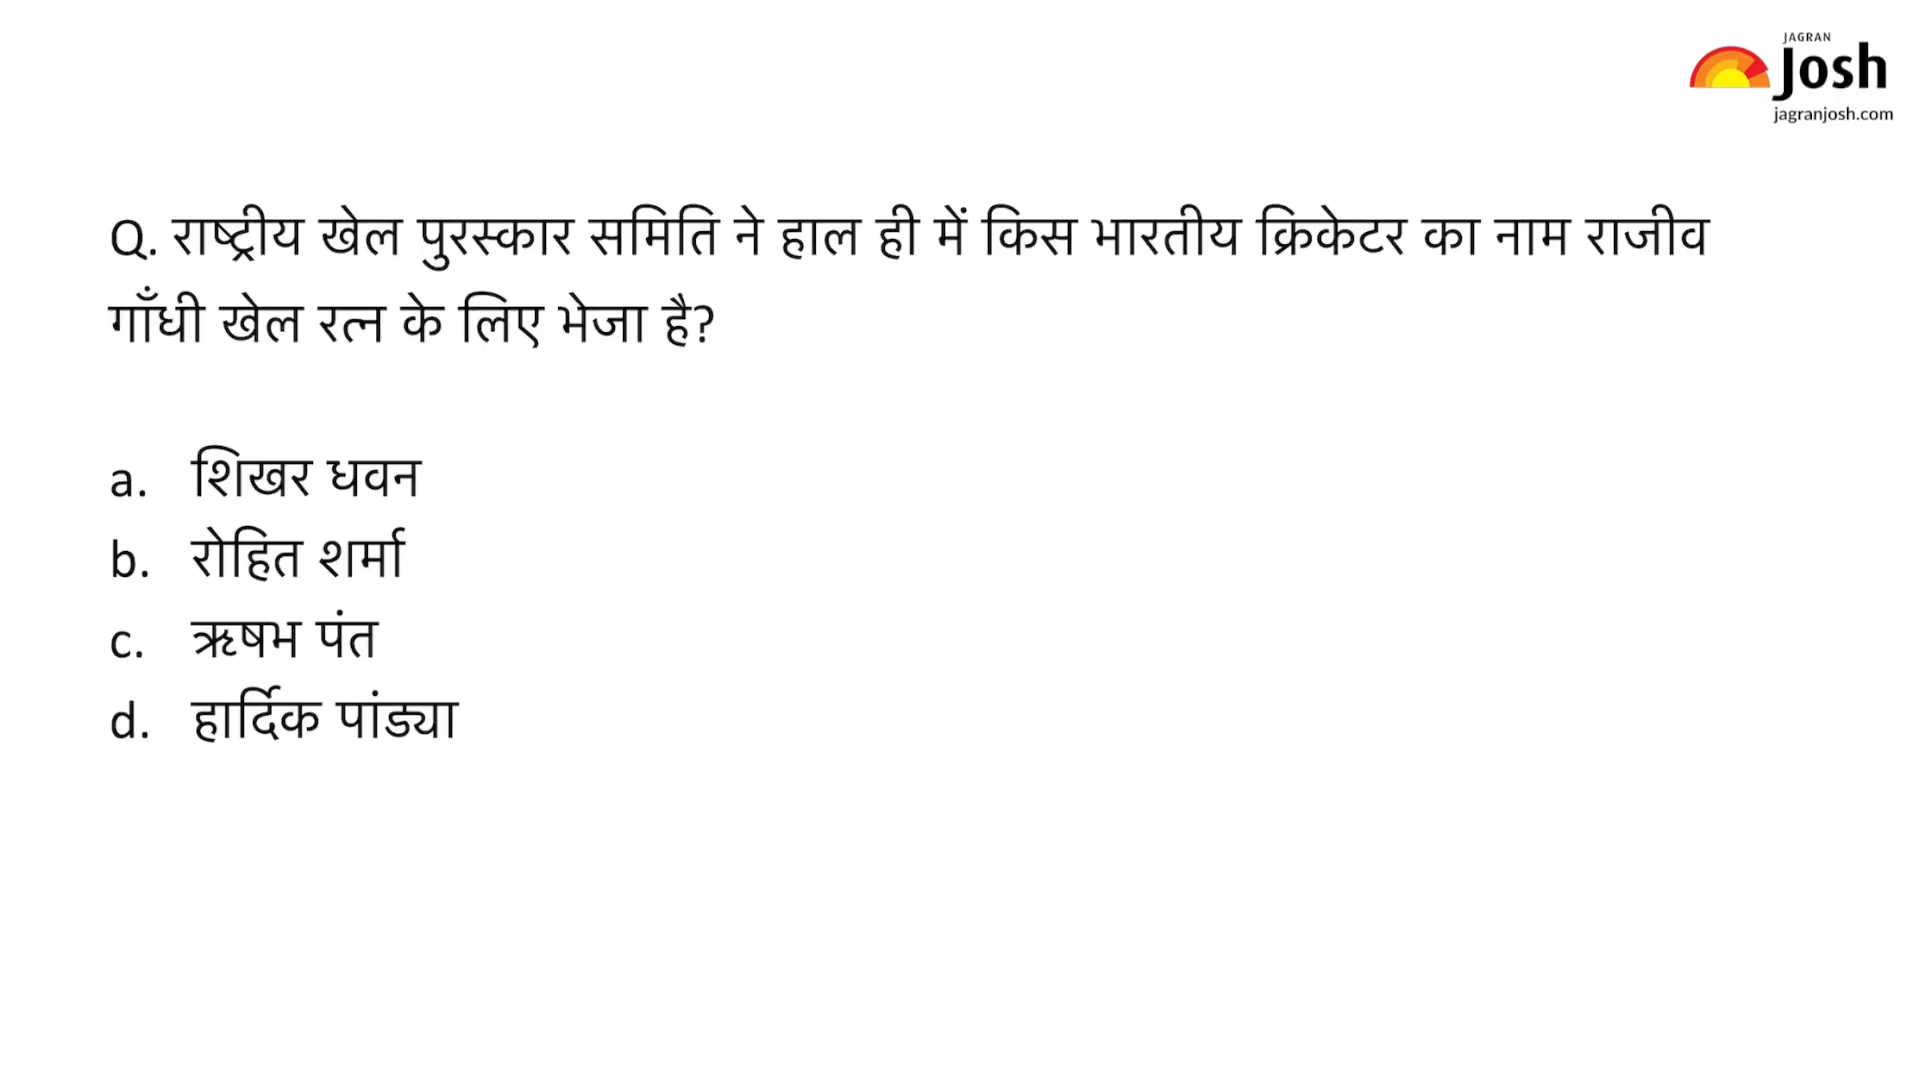 JAGRAN
Josh
jagranjosh.com
Q. राष्ट्रीय खेल पुरस्कार समिति ने हाल ही में किस भारतीय क्रिकेटर का नाम राजीव
गाँधी खेल रत्न के लिए भेजा है?
a. शिखर धवन
b. रोहित शर्मा
c. ऋषभ पंत
d. हार्दिक पांड्या